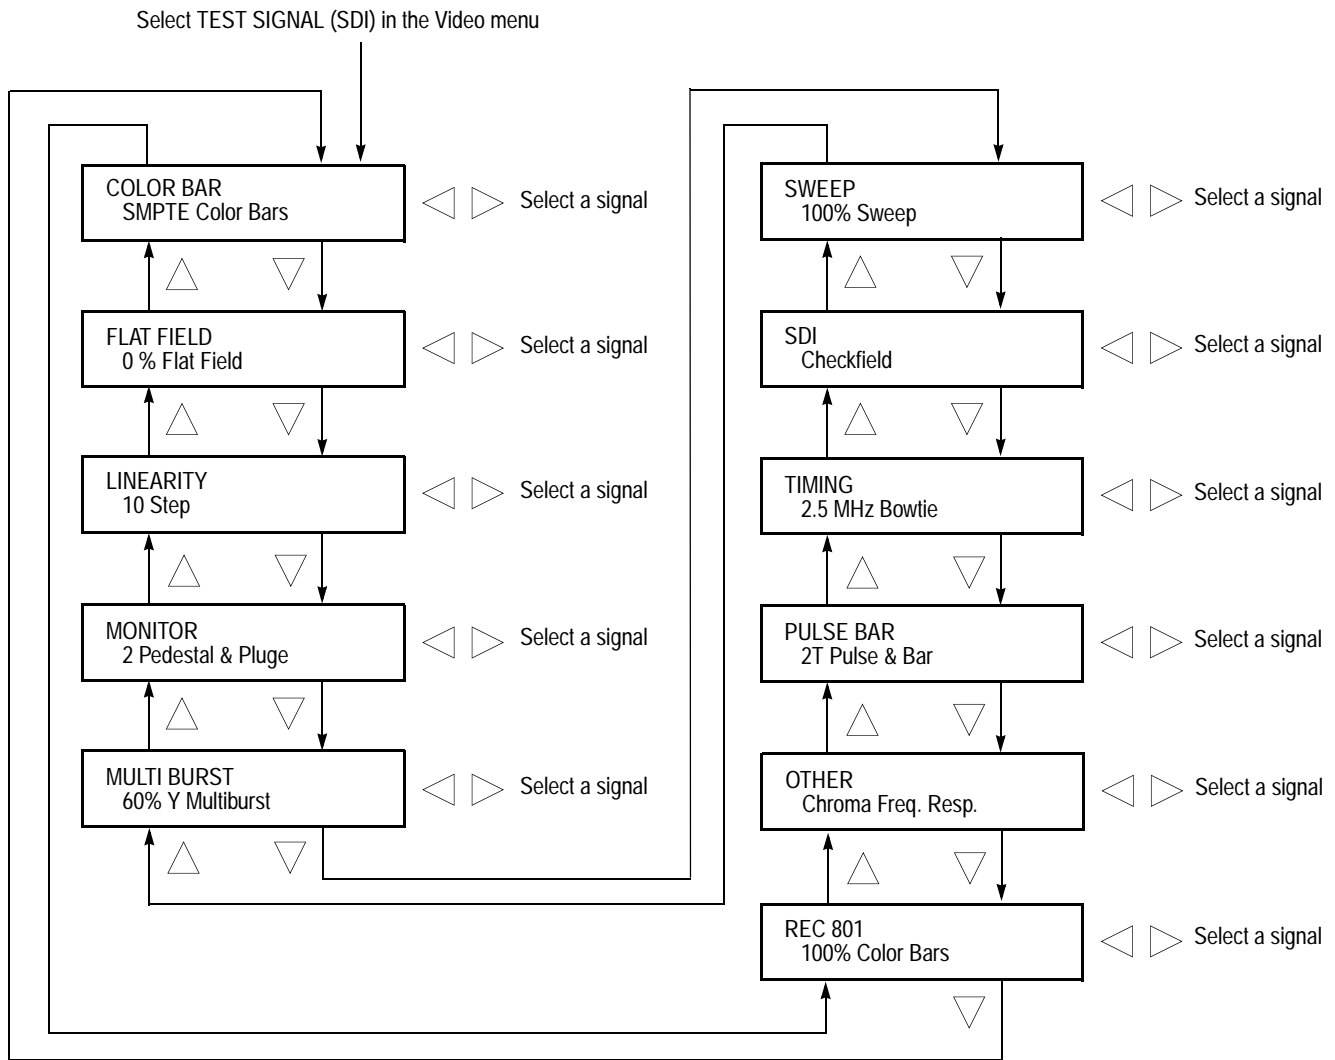 Select TEST SIGNAL (SDI) in the Video menu
COLOR BAR
SMPTE Color Bars
Select a signal
FLAT FIELD
0 % Flat Field
Select a signal
LINEARITY
10 Step
Select a signal
MONITOR
2 Pedestal & Pluge
Select a signal
MULTI BURST
60% Y Multiburst
Select a signal
SWEEP
100% Sweep
Select a signal
SDI
Checkfield
Select a signal
TIMING
2.5 MHz Bowtie
Select a signal
PULSE BAR
2T Pulse & Bar
Select a signal
OTHER
Chroma Freq. Resp.
Select a signal
REC 801
100% Color Bars
Select a signal